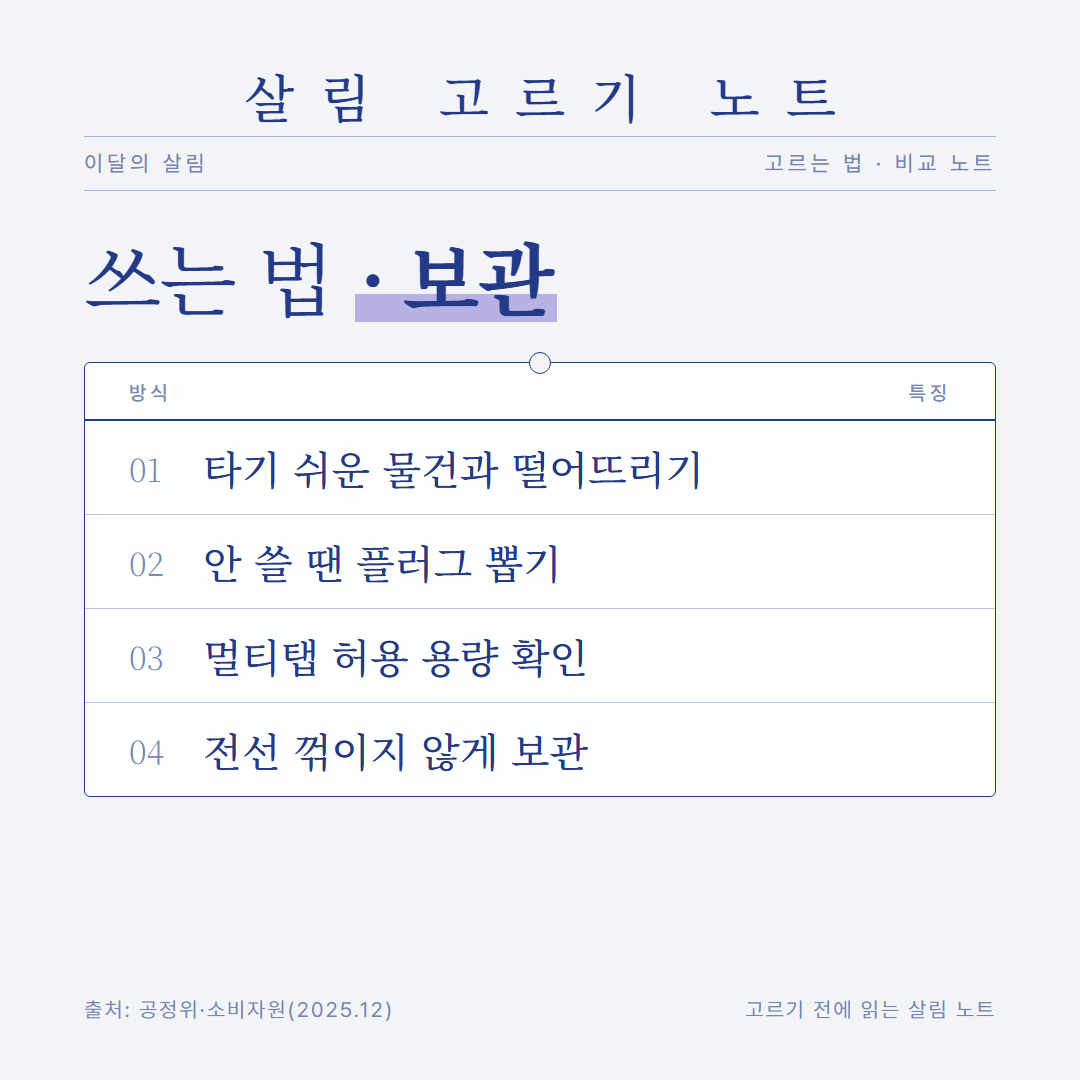 살림 고르기 노트
이달의 살림 고르는 법 · 비교 노트
쓰는 법 · 보관
방식 특징
01 타기 쉬운 물건과 떨어뜨리기
02 안 쓸 땐 플러그 뽑기
03 멀티탭 허용 용량 확인
04 전선 꺾이지 않게 보관
출처: 공정위·소비자원(2025.12) 고르기 전에 읽는 살림 노트